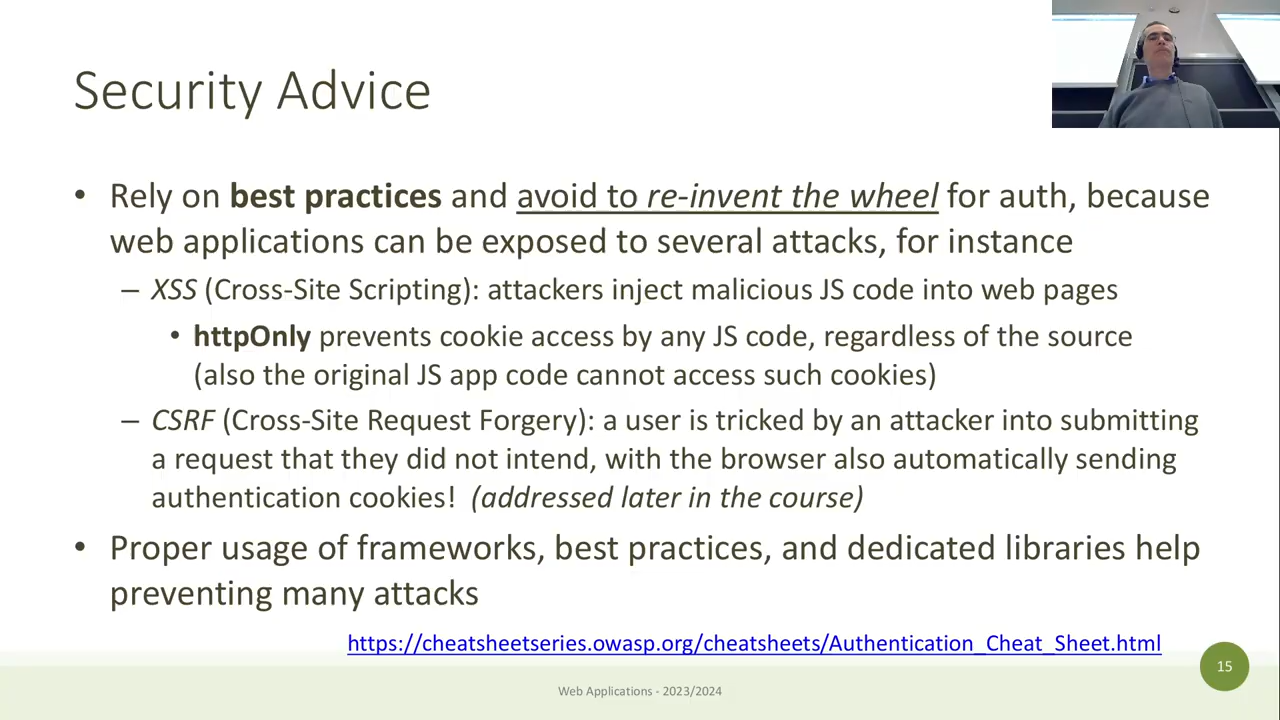 Security Advice
• Rely on best practices and avoid to re-invent the wheel for auth, because
web applications can be exposed to several attacks, for instance
– XSS (Cross-Site Scripting): attackers inject malicious JS code into web pages
• httpOnly prevents cookie access by any JS code, regardless of the source
(also the original JS app code cannot access such cookies)
– CSRF (Cross-Site Request Forgery): a user is tricked by an attacker into submitting
a request that they did not intend, with the browser also automatically sending
authentication cookies! (addressed later in the course)
• Proper usage of frameworks, best practices, and dedicated libraries help
preventing many attacks
https://cheatsheetseries.owasp.org/cheatsheets/Authentication_Cheat_Sheet.html
15
Web Applications - 2023/2024